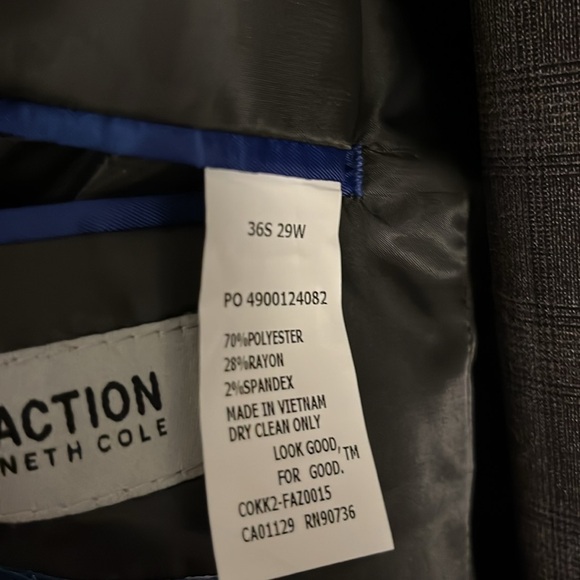 36S 29W
PO 4900124082
70%POLYESTER
28%RAYON
2%SPANDEX
MADE IN VIETNAM
DRY CLEAN ONLY
LOOK GOOD,
FOR GOOD.™
COKK2-FAZ0015
CA01129 RN90736
ACTION
NETH COLE